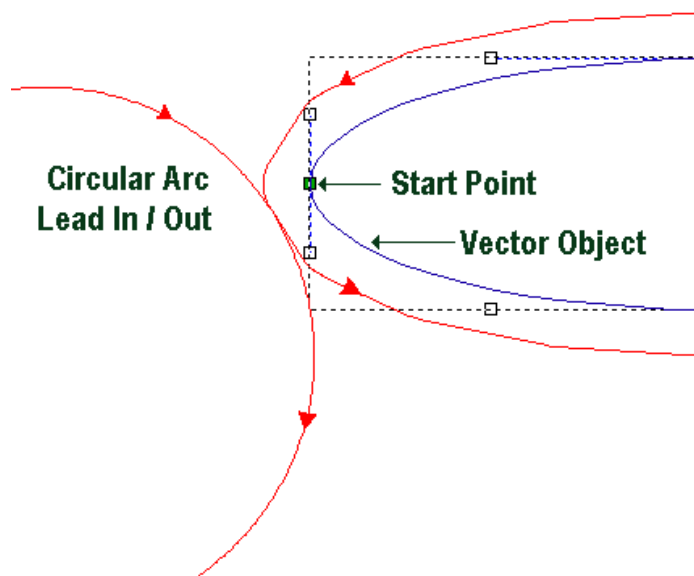 Circular Arc
Lead In / Out
Start Point
Vector Object